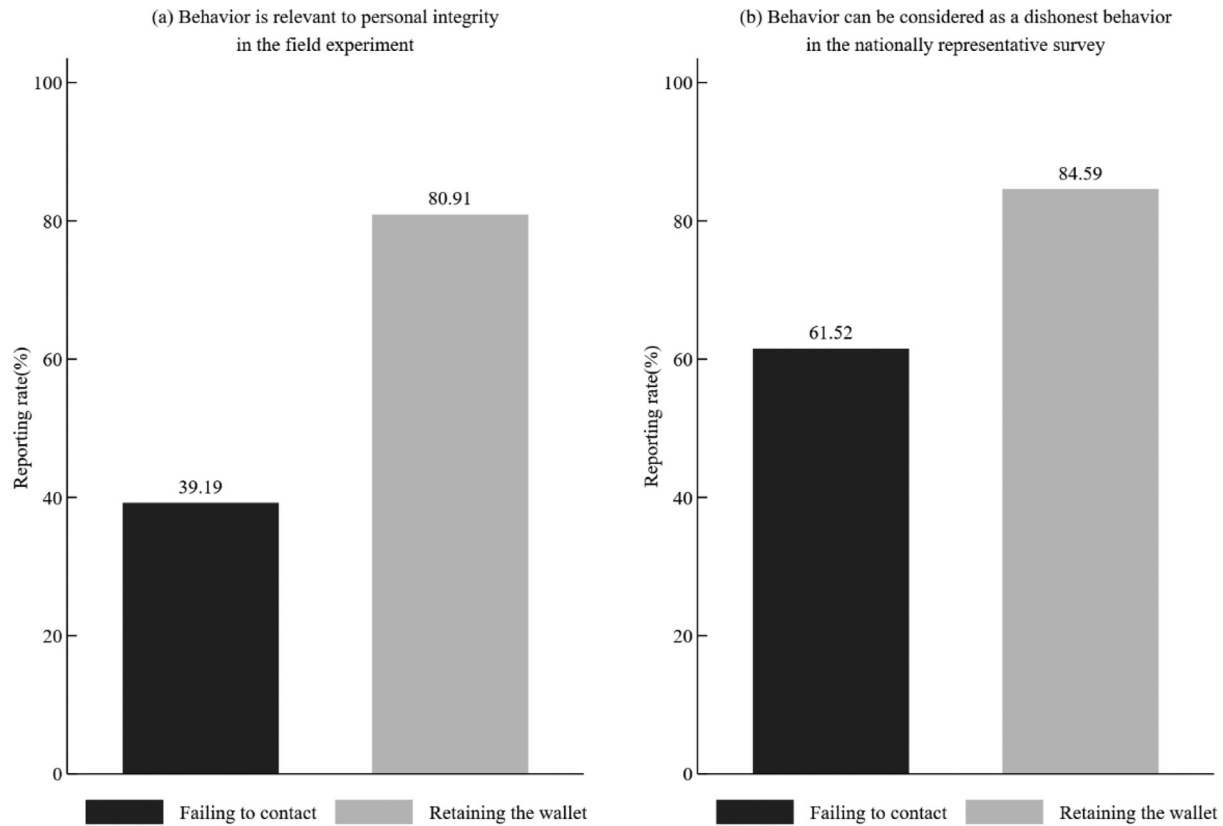 (a) Behavior is relevant to personal integrity
in the field experiment
100
80
60
40
20
0
Reporting rate(%)
39.19
80.91
Failing to contact
Retaining the wallet
(b) Behavior can be considered as a dishonest behavior
in the nationally representative survey
100
80
60
40
20
0
Reporting rate(%)
61.52
84.59
Failing to contact
Retaining the wallet